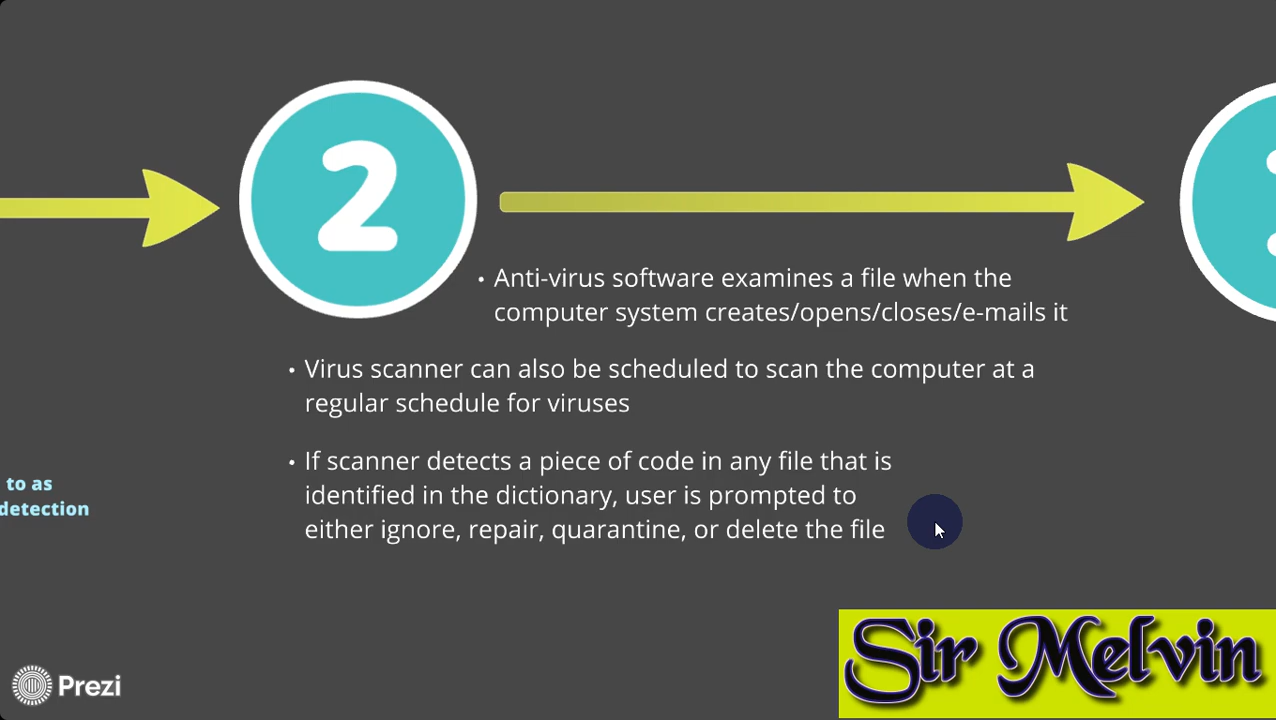 2
• Anti-virus software examines a file when the
computer system creates/opens/closes/e-mails it
• Virus scanner can also be scheduled to scan the computer at a
regular schedule for viruses
• If scanner detects a piece of code in any file that is
identified in the dictionary, user is prompted to
either ignore, repair, quarantine, or delete the file
to as
detection
Sir Melvin
Prezi